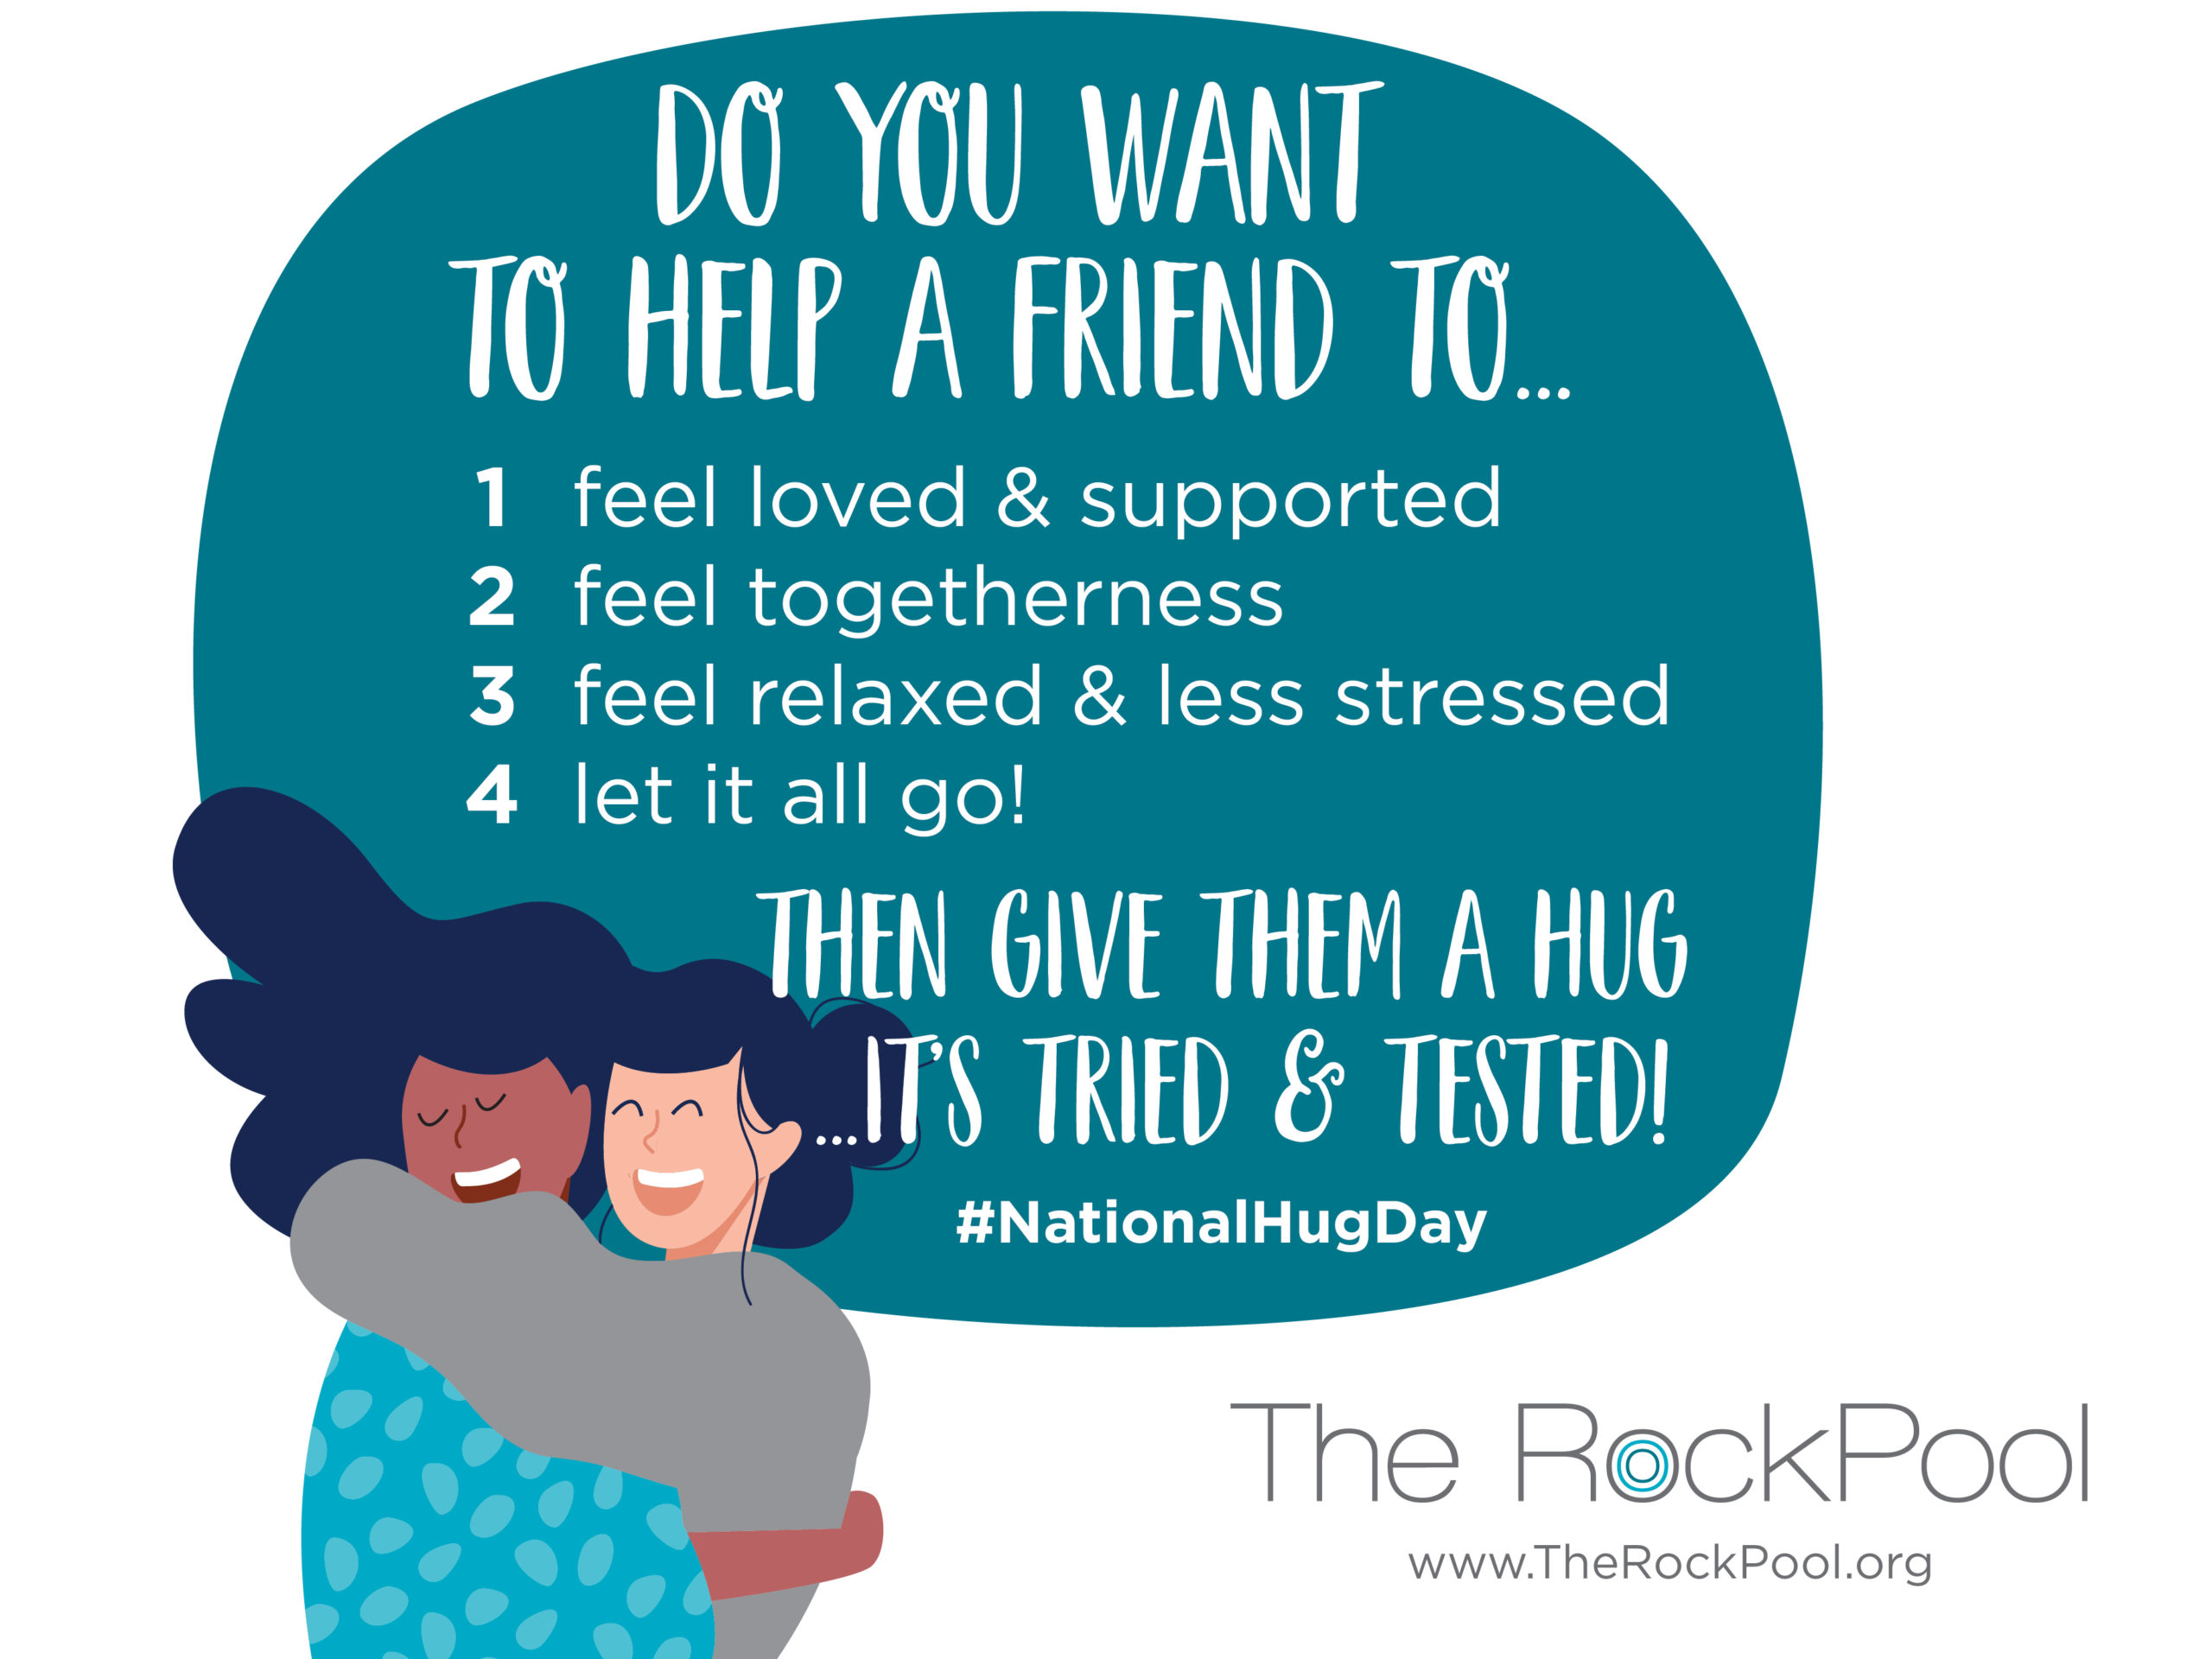 DO YOU WANT
TO HELP A FRIEND TO...
1 feel loved & supported
2 feel togetherness
3 feel relaxed & less stressed
4 let it all go!
THEN GIVE THEM A HUG
...IT'S TRIED & TESTED!
#NationalHugDay
The RockPool
www.TheRockPool.org